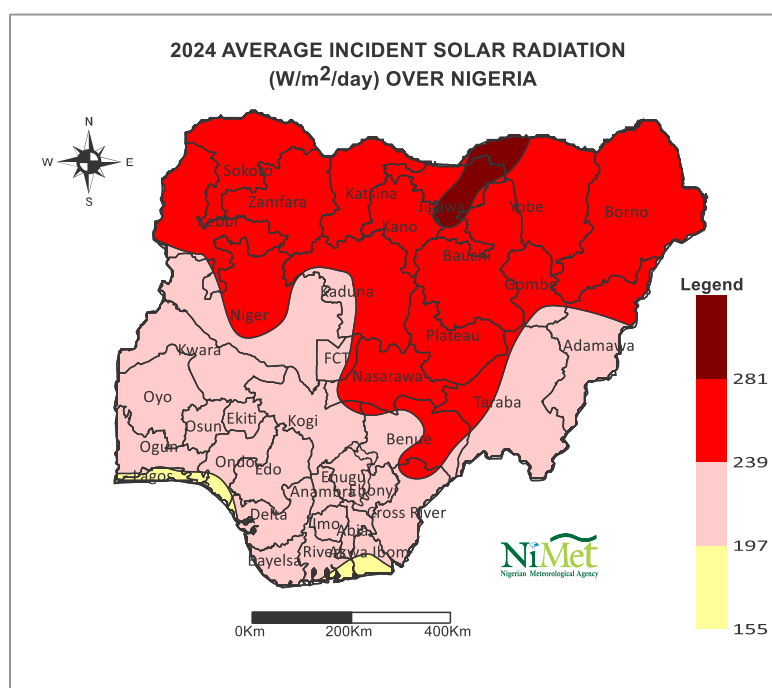 2024 AVERAGE INCIDENT SOLAR RADIATION
(W/m2/day) OVER NIGERIA
N
W
E
S
Sokoto
Zamfara
Katsina
Kebbi
Kano
Jigawa
Yobe
Borno
Bauchi
Gombe
Kaduna
Niger
Plateau
Adamawa
Kwara
FCT
Nasarawa
Taraba
Oyo
Osun
Ekiti
Kogi
Benue
Ogun
Ondo
Edo
Enugu
Lagos
Anambra
Ebonyi
Delta
Imo
Abia
Cross River
Bayelsa
Rivers
Akwa Ibom
Legend
281
239
197
155
NiMet
Nigerian Meteorological Agency
0Km
200Km
400Km